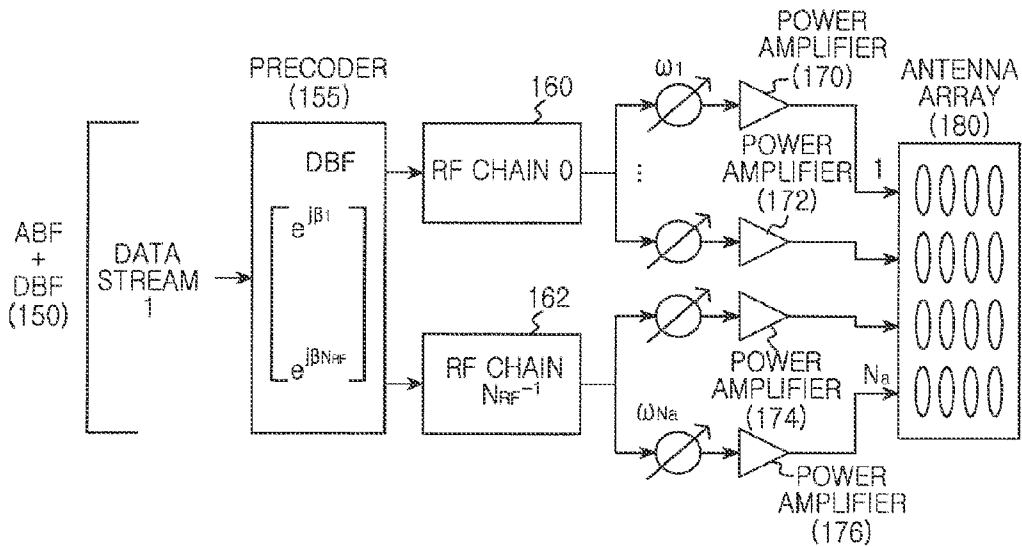 ABF
+
DBF
(150)
DATA
STREAM
1
PRECODER
(155)
DBF
e^jβ1
e^jβNRF
160
RF CHAIN 0
162
RF CHAIN
NRF-1
ω1
⋮
ωNa
POWER
AMPLIFIER
(170)
POWER
AMPLIFIER
(172)
POWER
AMPLIFIER
(174)
POWER
AMPLIFIER
(176)
1
Na
ANTENNA
ARRAY
(180)